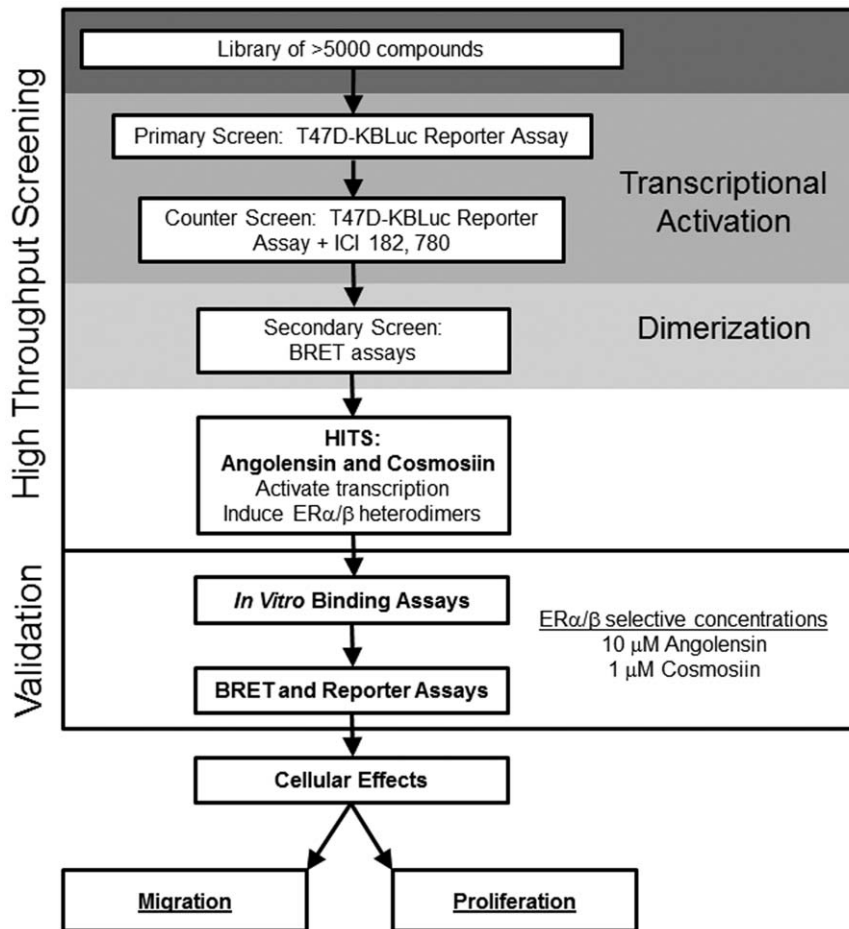 High Throughput Screening
Library of >5000 compounds
Primary Screen: T47D-KBLuc Reporter Assay
Counter Screen: T47D-KBLuc Reporter
Assay + ICI 182, 780
Transcriptional
Activation
Secondary Screen:
BRET assays
Dimerization
HITS:
Angolensin and Cosmosiin
Activate transcription
Induce ERα/β heterodimers
Validation
In Vitro Binding Assays
BRET and Reporter Assays
ERα/β selective concentrations
10 μM Angolensin
1 μM Cosmosiin
Cellular Effects
Migration
Proliferation